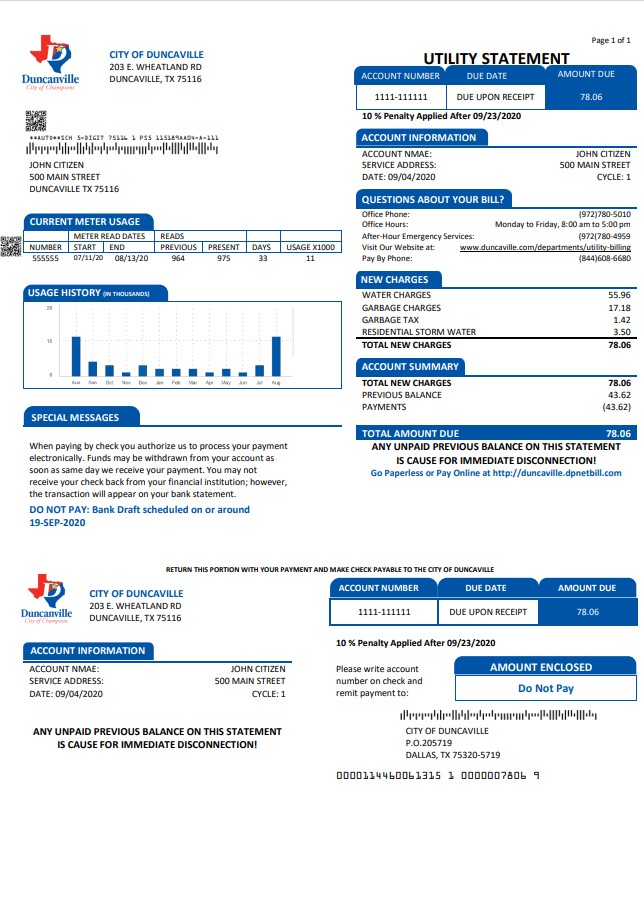 Page 1 of 1
Duncanville
City of Champions
CITY OF DUNCAVILLE
203 E. WHEATLAND RD
DUNCAVILLE, TX 75116
UTILITY STATEMENT
ACCOUNT NUMBER DUE DATE AMOUNT DUE
1111-111111 DUE UPON RECEIPT 78.06
10 % Penalty Applied After 09/23/2020
**AUTO**SCH 5-DIGIT 75116 1 PSS
JOHN CITIZEN
500 MAIN STREET
DUNCAVILLE TX 75116
ACCOUNT INFORMATION
ACCOUNT NMAE: JOHN CITIZEN
SERVICE ADDRESS: 500 MAIN STREET
DATE: 09/04/2020 CYCLE: 1
QUESTIONS ABOUT YOUR BILL?
Office Phone: (972)780-5010
Office Hours: Monday to Friday, 8:00 am to 5:00 pm
After-Hour Emergency Services: (972)780-4959
Visit Our Website at: www.duncaville.com/departments/utility-billing
Pay By Phone: (844)608-6680
CURRENT METER USAGE
METER READ DATES READS
NUMBER START END PREVIOUS PRESENT DAYS USAGE X1000
555555 07/11/20 08/13/20 964 975 33 11
USAGE HISTORY (IN THOUSANDS)
20
10
0
Aug Sep Oct Nov Dec Jan Feb Mar Apr May Jun Jul Aug
NEW CHARGES
WATER CHARGES 55.96
GARBAGE CHARGES 17.18
GARBAGE TAX 1.42
RESIDENTIAL STORM WATER 3.50
TOTAL NEW CHARGES 78.06
ACCOUNT SUMMARY
TOTAL NEW CHARGES 78.06
PREVIOUS BALANCE 43.62
PAYMENTS (43.62)
TOTAL AMOUNT DUE 78.06
ANY UNPAID PREVIOUS BALANCE ON THIS STATEMENT
IS CAUSE FOR IMMEDIATE DISCONNECTION!
Go Paperless or Pay Online at http://duncaville.dpnetbill.com
SPECIAL MESSAGES
When paying by check you authorize us to process your payment
electronically. Funds may be withdrawn from your account as
soon as same day we receive your payment. You may not
receive your check back from your financial institution; however,
the transaction will appear on your bank statement.
DO NOT PAY: Bank Draft scheduled on or around
19-SEP-2020
RETURN THIS PORTION WITH YOUR PAYMENT AND MAKE CHECK PAYABLE TO THE CITY OF DUNCAVILLE
Duncanville
City of Champions
CITY OF DUNCAVILLE
203 E. WHEATLAND RD
DUNCAVILLE, TX 75116
ACCOUNT NUMBER DUE DATE AMOUNT DUE
1111-111111 DUE UPON RECEIPT 78.06
10 % Penalty Applied After 09/23/2020
ACCOUNT INFORMATION
ACCOUNT NMAE: JOHN CITIZEN
SERVICE ADDRESS: 500 MAIN STREET
DATE: 09/04/2020 CYCLE: 1
ANY UNPAID PREVIOUS BALANCE ON THIS STATEMENT
IS CAUSE FOR IMMEDIATE DISCONNECTION!
Please write account
number on check and
remit payment to:
AMOUNT ENCLOSED
Do Not Pay
CITY OF DUNCAVILLE
P.O.205719
DALLAS, TX 75320-5719
0000114460061315 1 0000007806 9